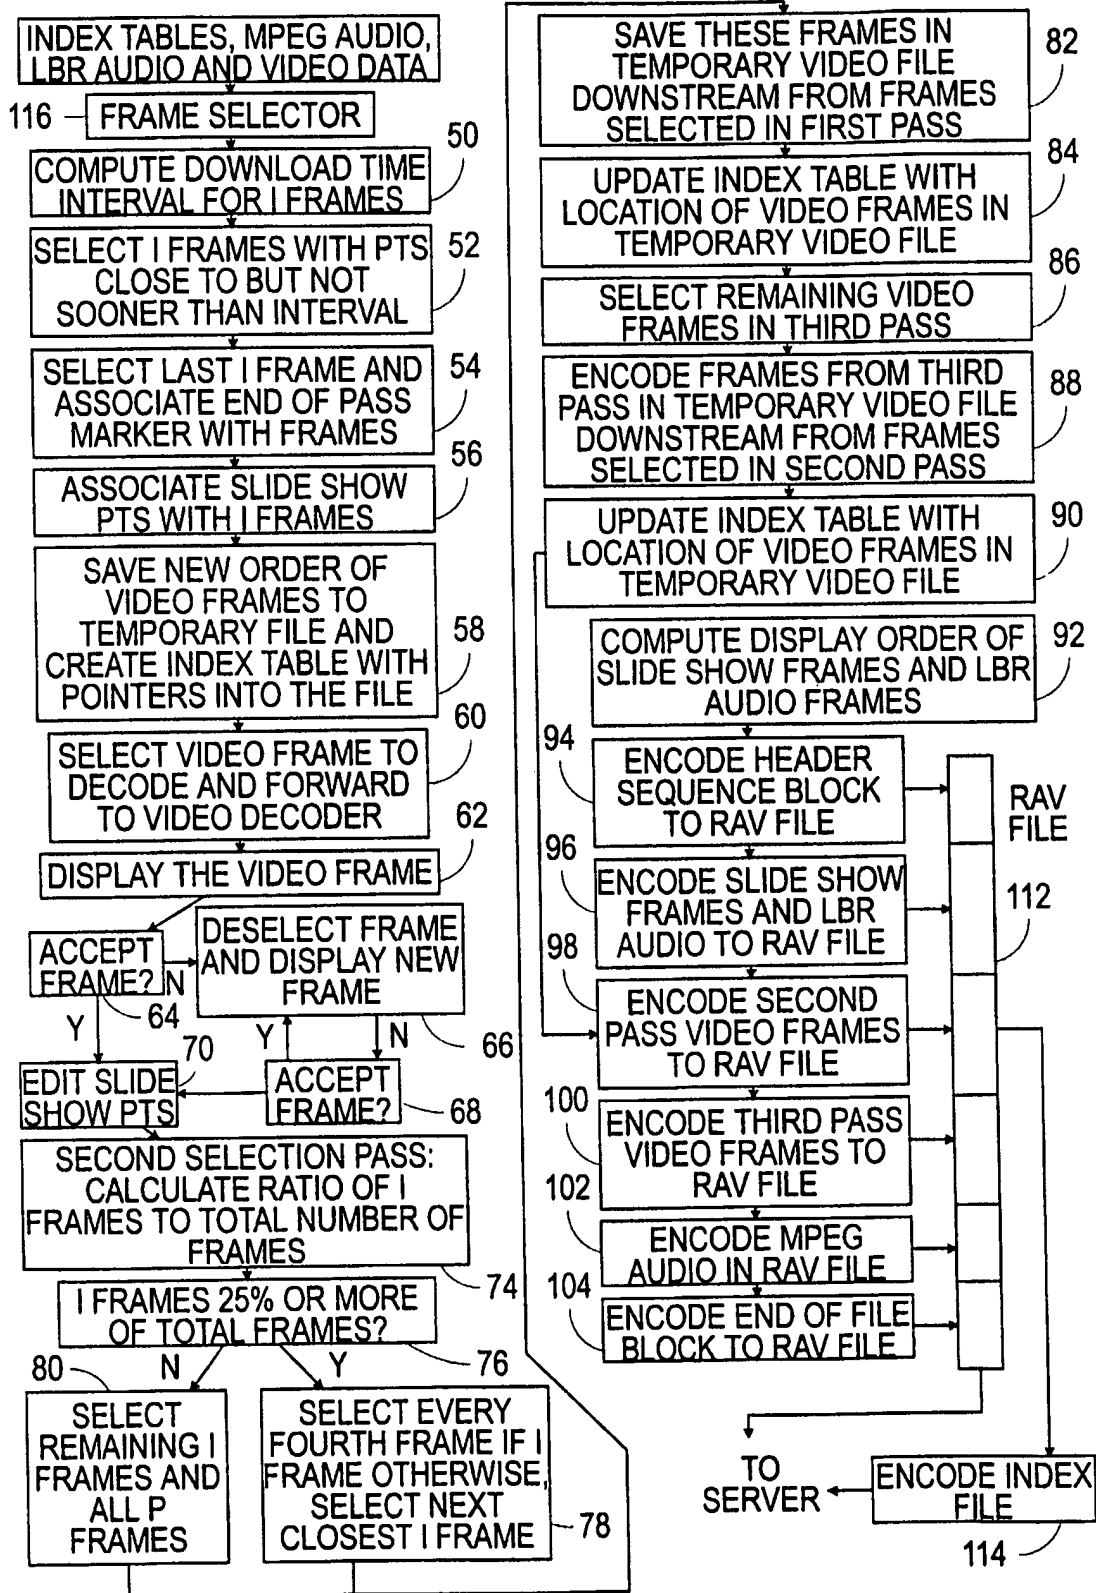 INDEX TABLES, MPEG AUDIO,
LBR AUDIO AND VIDEO DATA
116
FRAME SELECTOR
50
COMPUTE DOWNLOAD TIME
INTERVAL FOR I FRAMES
52
SELECT I FRAMES WITH PTS
CLOSE TO BUT NOT
SOONER THAN INTERVAL
54
SELECT LAST I FRAME AND
ASSOCIATE END OF PASS
MARKER WITH FRAMES
56
ASSOCIATE SLIDE SHOW
PTS WITH I FRAMES
SAVE NEW ORDER OF
VIDEO FRAMES TO
TEMPORARY FILE AND
CREATE INDEX TABLE WITH
POINTERS INTO THE FILE
58
60
SELECT VIDEO FRAME TO
DECODE AND FORWARD
TO VIDEO DECODER
62
DISPLAY THE VIDEO FRAME
ACCEPT
FRAME?
N
64
Y
DESELECT FRAME
AND DISPLAY NEW
FRAME
66
Y
N
70
EDIT SLIDE
SHOW PTS
ACCEPT
FRAME?
68
SECOND SELECTION PASS:
CALCULATE RATIO OF I
FRAMES TO TOTAL NUMBER OF
FRAMES
74
I FRAMES 25% OR MORE
OF TOTAL FRAMES?
76
N
Y
80
SELECT
REMAINING I
FRAMES AND
ALL P
FRAMES
SELECT EVERY
FOURTH FRAME IF I
FRAME OTHERWISE,
SELECT NEXT
CLOSEST I FRAME
78
SAVE THESE FRAMES IN
TEMPORARY VIDEO FILE
DOWNSTREAM FROM FRAMES
SELECTED IN FIRST PASS
82
84
UPDATE INDEX TABLE WITH
LOCATION OF VIDEO FRAMES IN
TEMPORARY VIDEO FILE
86
SELECT REMAINING VIDEO
FRAMES IN THIRD PASS
ENCODE FRAMES FROM THIRD
PASS IN TEMPORARY VIDEO FILE
DOWNSTREAM FROM FRAMES
SELECTED IN SECOND PASS
88
UPDATE INDEX TABLE WITH
LOCATION OF VIDEO FRAMES IN
TEMPORARY VIDEO FILE
90
COMPUTE DISPLAY ORDER OF
SLIDE SHOW FRAMES AND LBR
AUDIO FRAMES
92
94
ENCODE HEADER
SEQUENCE BLOCK
TO RAV FILE
RAV
FILE
96
ENCODE SLIDE SHOW
FRAMES AND LBR
AUDIO TO RAV FILE
112
98
ENCODE SECOND
PASS VIDEO FRAMES
TO RAV FILE
100
ENCODE THIRD PASS
VIDEO FRAMES TO
RAV FILE
102
ENCODE MPEG
AUDIO IN RAV FILE
104
ENCODE END OF FILE
BLOCK TO RAV FILE
TO
SERVER
ENCODE INDEX
FILE
114